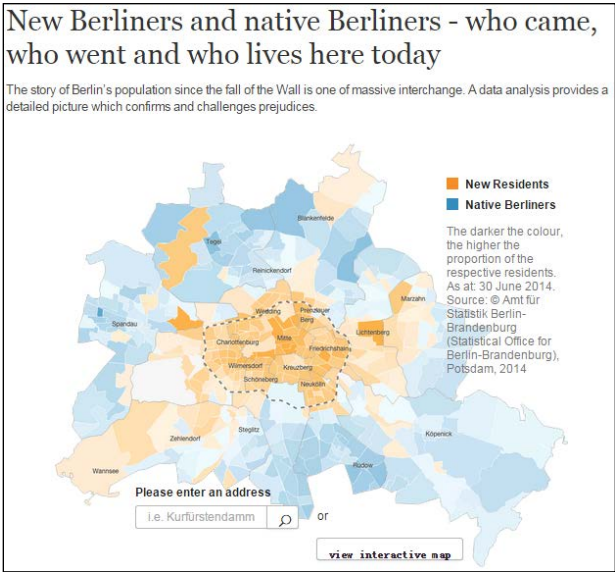 New Berliners and native Berliners - who came,
who went and who lives here today
The story of Berlin's population since the fall of the Wall is one of massive interchange. A data analysis provides a
detailed picture which confirms and challenges prejudices.
New Residents
Native Berliners
The darker the colour,
the higher the
proportion of the
respective residents.
As at: 30 June 2014.
Source: © Amt für
Statistik Berlin-
Brandenburg
(Statistical Office for
Berlin-Brandenburg),
Potsdam, 2014
Blankenfelde
Tegel
Reinickendorf
Marzahn
Wedding
Prenzlauer
Berg
Spandau
Lichtenberg
Charlottenburg
Mitte
Friedrichshain
Wilmersdorf
Kreuzberg
Schöneberg
Neukölln
Steglitz
Zehlendorf
Köpenick
Wannsee
Rudow
Please enter an address
i.e. Kurfürstendamm
or
view interactive map